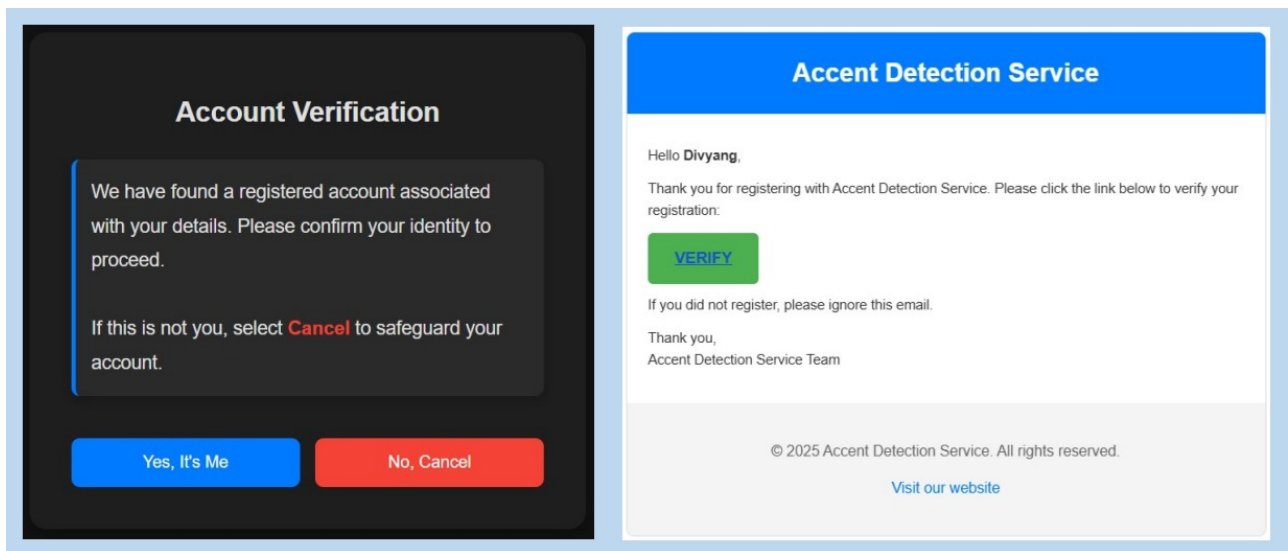 Account Verification
We have found a registered account associated
with your details. Please confirm your identity to
proceed.
If this is not you, select Cancel to safeguard your
account.
Yes, It's Me
No, Cancel
Accent Detection Service
Hello Divyang,
Thank you for registering with Accent Detection Service. Please click the link below to verify your
registration:
VERIFY
If you did not register, please ignore this email.
Thank you,
Accent Detection Service Team
© 2025 Accent Detection Service. All rights reserved.
Visit our website